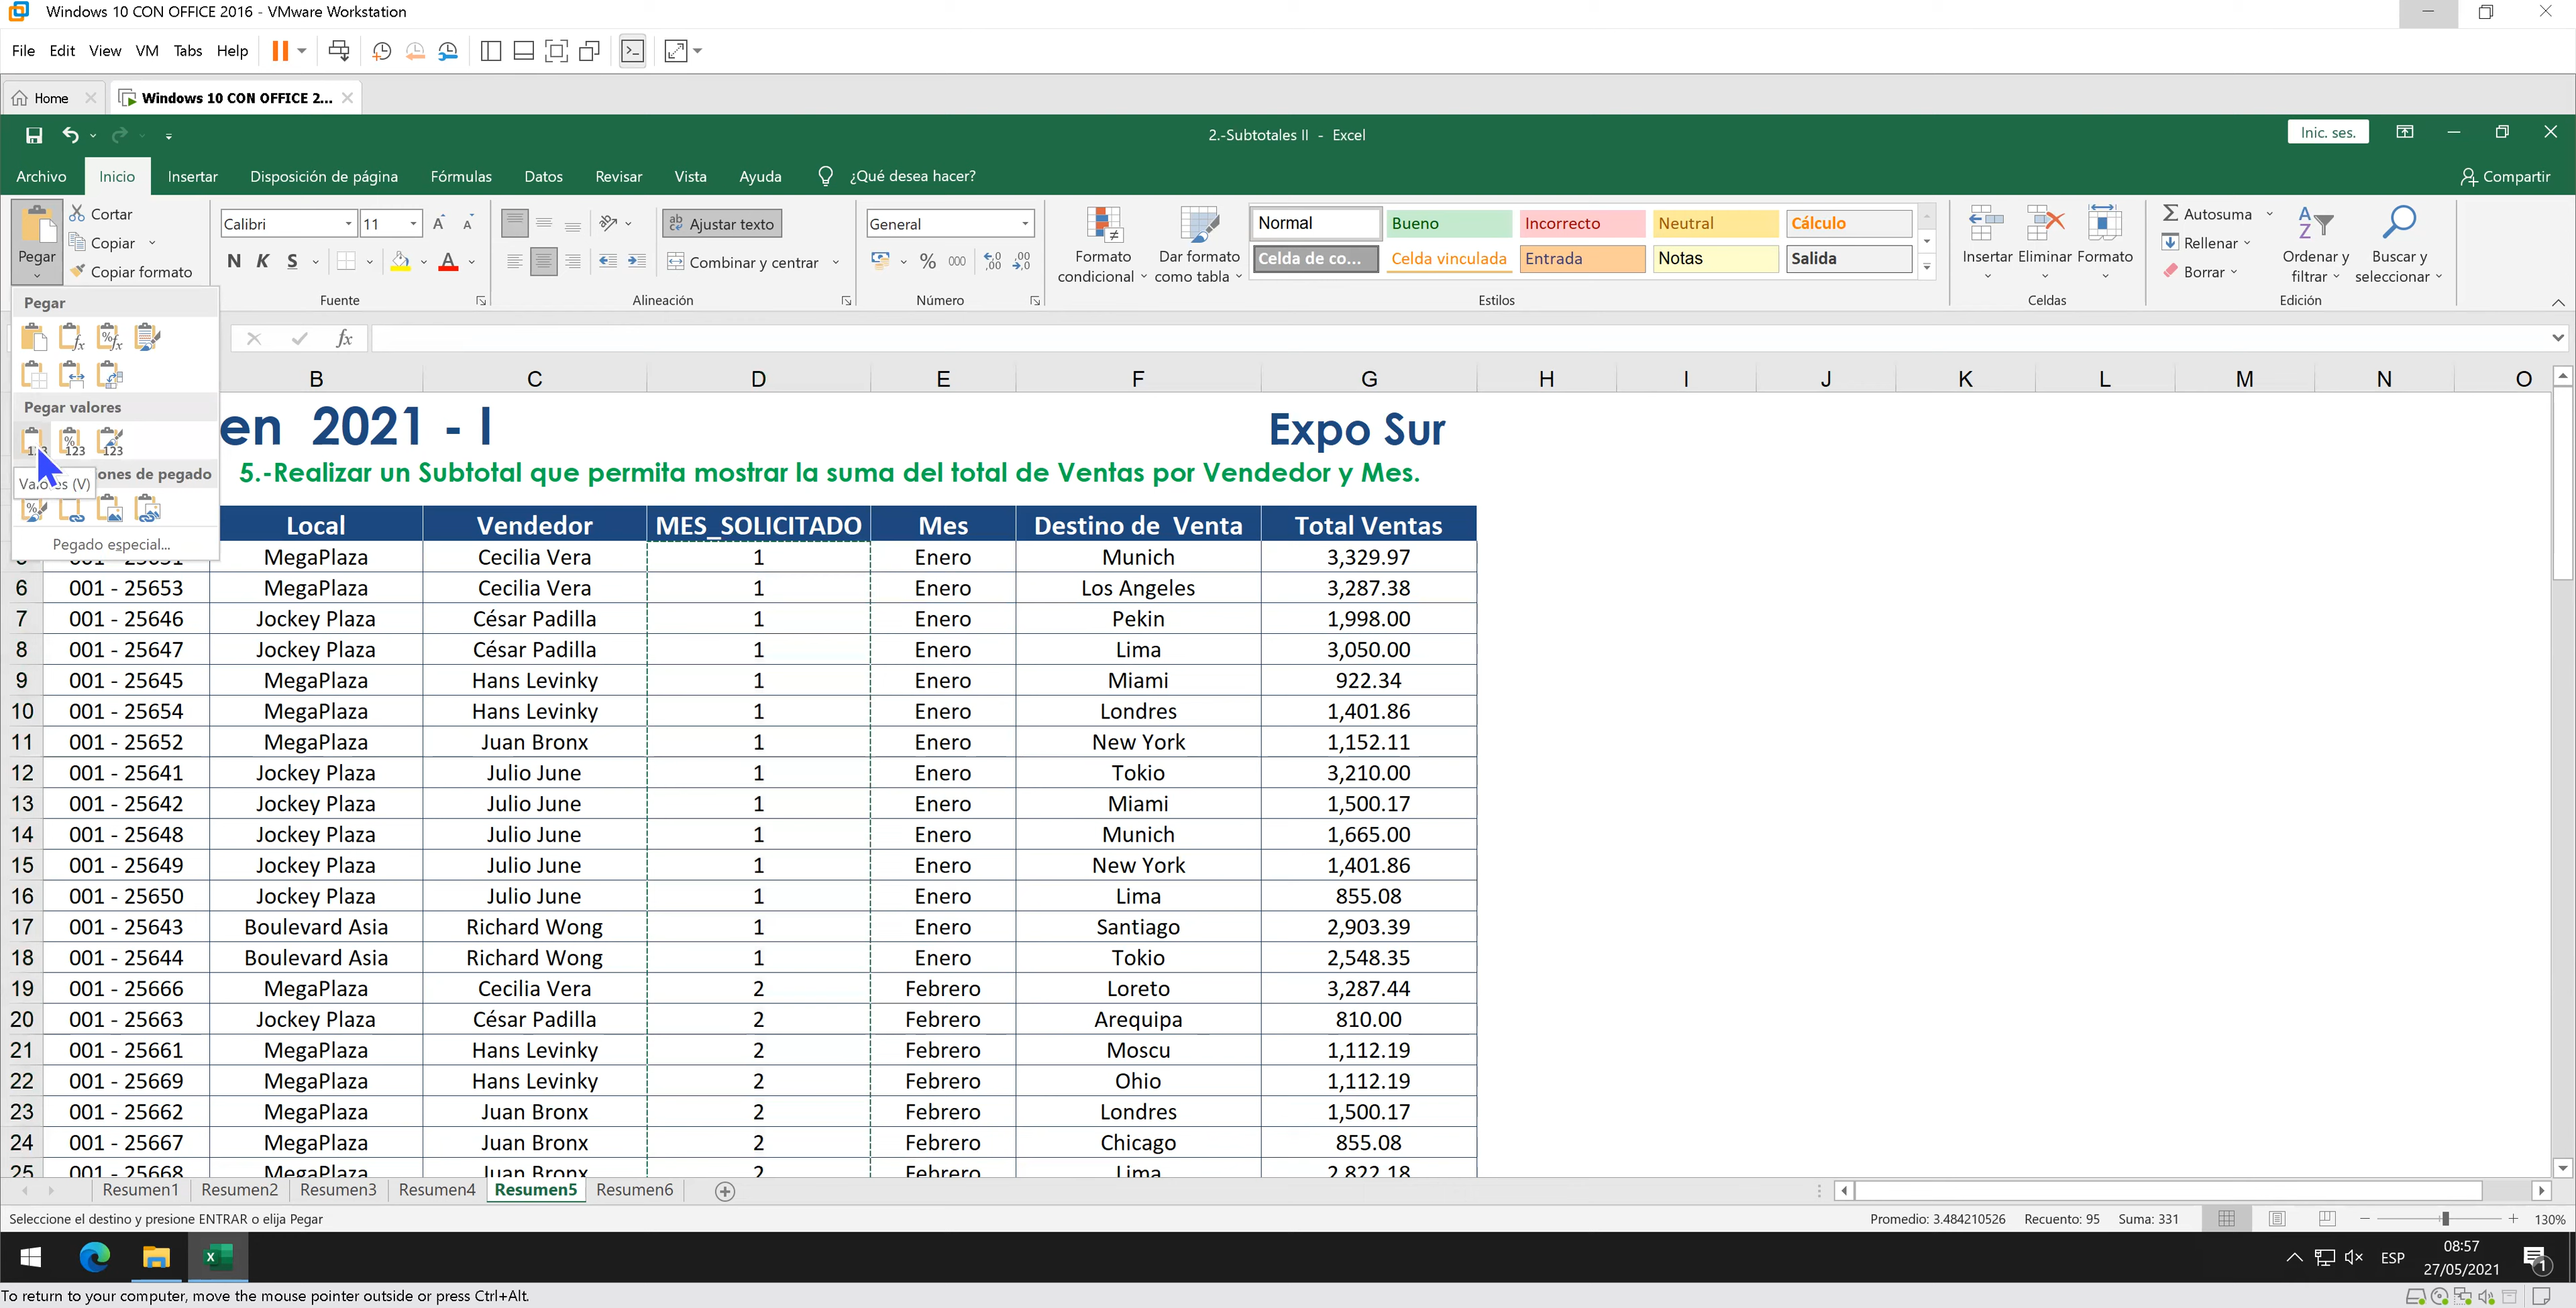 Windows 10 CON OFFICE 2016 - VMware Workstation
File Edit View VM Tabs Help
Home Windows 10 CON OFFICE 2...
2.-Subtotales II - Excel
Inic. ses.
Archivo Inicio Insertar Disposición de página Fórmulas Datos Revisar Vista Ayuda ¿Qué desea hacer? Compartir
Pegar
Cortar
Copiar
Copiar formato
Calibri 11
N K S
Fuente
Ajustar texto
Combinar y centrar
Alineación
General
% 000
Número
Formato condicional
Dar formato como tabla
Normal Bueno Incorrecto Neutral Cálculo
Celda de co... Celda vinculada Entrada Notas Salida
Estilos
Insertar Eliminar Formato
Celdas
Autosuma
Rellenar
Borrar
Ordenar y filtrar
Buscar y seleccionar
Edición
Pegar
Pegar valores
ones de pegado
Valores (V)
Pegado especial...
fx
B C D E F G H I J K L M N O
en 2021 - I Expo Sur
5.-Realizar un Subtotal que permita mostrar la suma del total de Ventas por Vendedor y Mes.
Local Vendedor MES_SOLICITADO Mes Destino de Venta Total Ventas
MegaPlaza Cecilia Vera 1 Enero Munich 3,329.97
6 001 - 25653 MegaPlaza Cecilia Vera 1 Enero Los Angeles 3,287.38
7 001 - 25646 Jockey Plaza César Padilla 1 Enero Pekin 1,998.00
8 001 - 25647 Jockey Plaza César Padilla 1 Enero Lima 3,050.00
9 001 - 25645 MegaPlaza Hans Levinky 1 Enero Miami 922.34
10 001 - 25654 MegaPlaza Hans Levinky 1 Enero Londres 1,401.86
11 001 - 25652 MegaPlaza Juan Bronx 1 Enero New York 1,152.11
12 001 - 25641 Jockey Plaza Julio June 1 Enero Tokio 3,210.00
13 001 - 25642 Jockey Plaza Julio June 1 Enero Miami 1,500.17
14 001 - 25648 Jockey Plaza Julio June 1 Enero Munich 1,665.00
15 001 - 25649 Jockey Plaza Julio June 1 Enero New York 1,401.86
16 001 - 25650 Jockey Plaza Julio June 1 Enero Lima 855.08
17 001 - 25643 Boulevard Asia Richard Wong 1 Enero Santiago 2,903.39
18 001 - 25644 Boulevard Asia Richard Wong 1 Enero Tokio 2,548.35
19 001 - 25666 MegaPlaza Cecilia Vera 2 Febrero Loreto 3,287.44
20 001 - 25663 Jockey Plaza César Padilla 2 Febrero Arequipa 810.00
21 001 - 25661 MegaPlaza Hans Levinky 2 Febrero Moscu 1,112.19
22 001 - 25669 MegaPlaza Hans Levinky 2 Febrero Ohio 1,112.19
23 001 - 25662 MegaPlaza Juan Bronx 2 Febrero Londres 1,500.17
24 001 - 25667 MegaPlaza Juan Bronx 2 Febrero Chicago 855.08
25 001 - 25668 MegaPlaza Juan Bronx 2 Febrero Lima 2,822.18
Resumen1 Resumen2 Resumen3 Resumen4 Resumen5 Resumen6
Seleccione el destino y presione ENTRAR o elija Pegar
Promedio: 3.484210526 Recuento: 95 Suma: 331 130%
ESP
08:57
27/05/2021
1
To return to your computer, move the mouse pointer outside or press Ctrl+Alt.